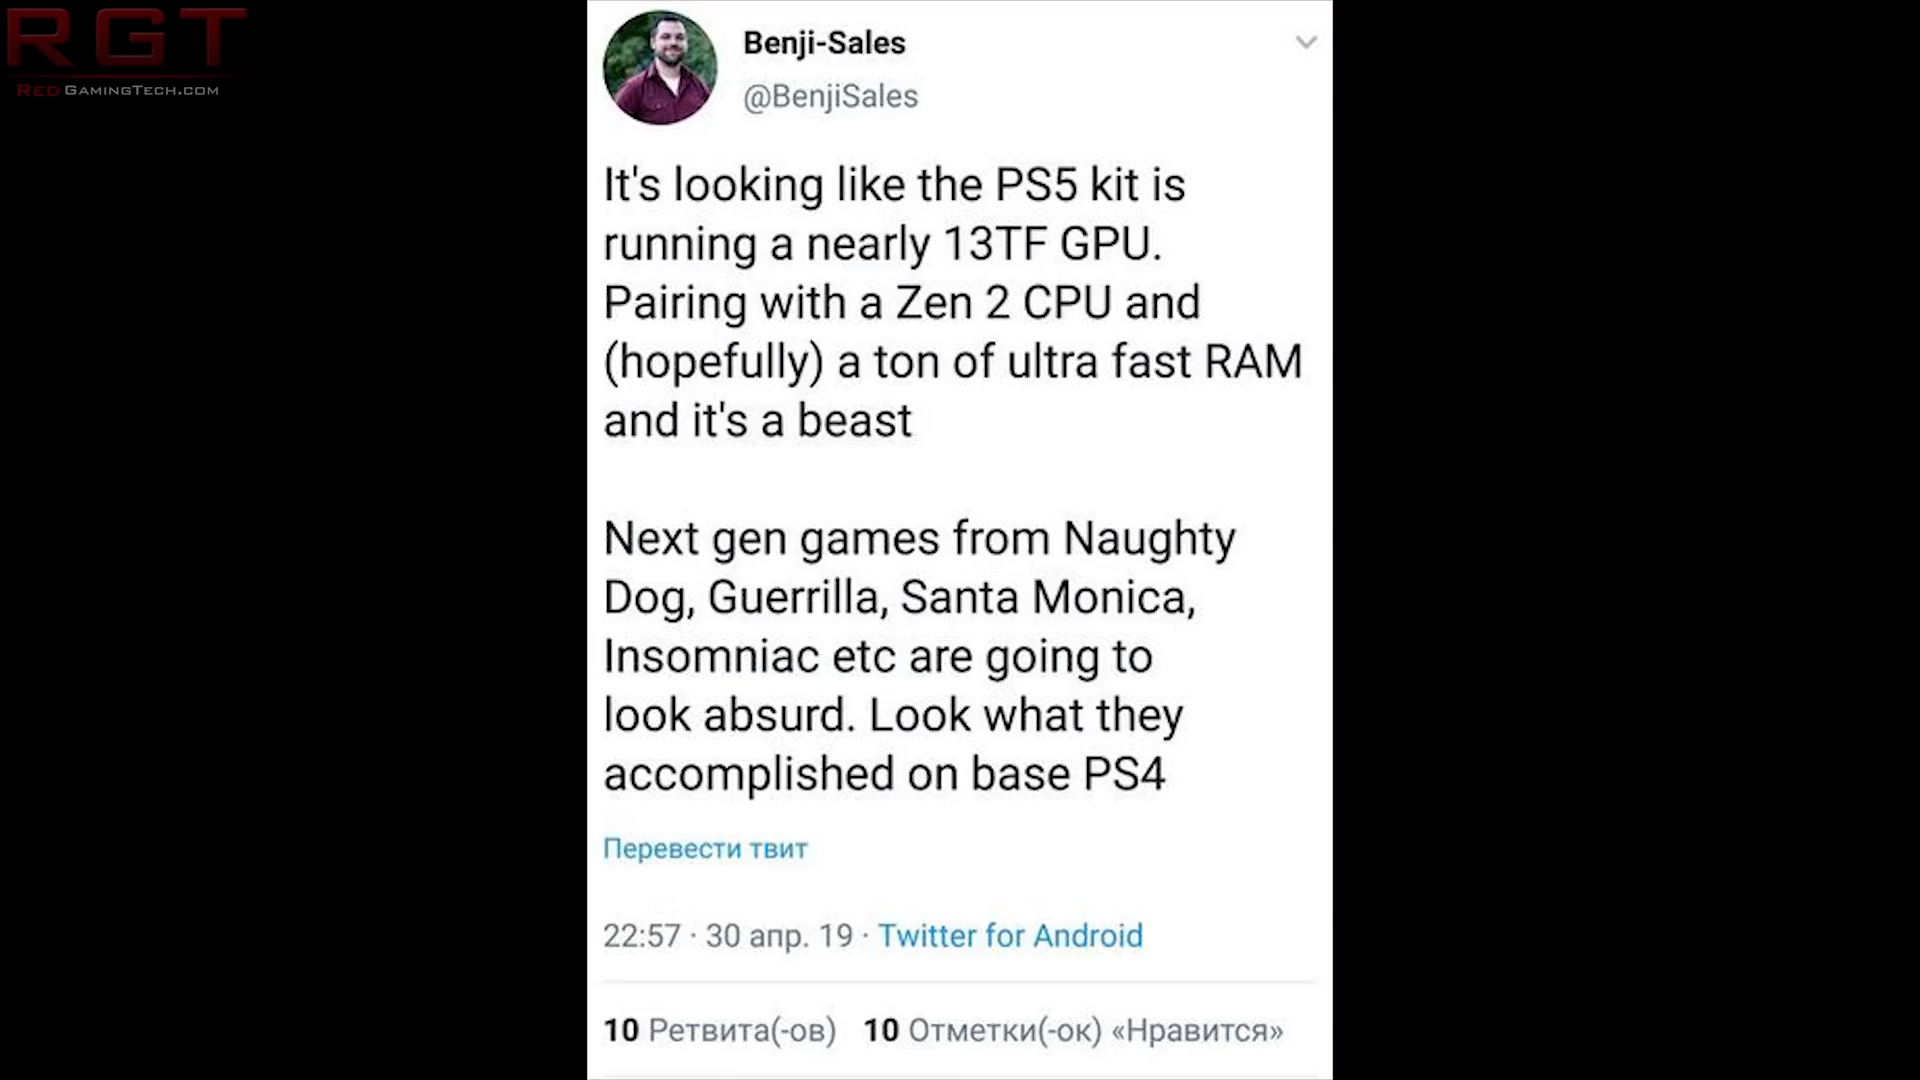 RGT
RedGamingTech.com
Benji-Sales
@BenjiSales
It's looking like the PS5 kit is
running a nearly 13TF GPU.
Pairing with a Zen 2 CPU and
(hopefully) a ton of ultra fast RAM
and it's a beast
Next gen games from Naughty
Dog, Guerrilla, Santa Monica,
Insomniac etc are going to
look absurd. Look what they
accomplished on base PS4
Перевести твит
22:57 · 30 апр. 19 · Twitter for Android
10 Ретвита(-ов) 10 Отметки(-ок) «Нравится»